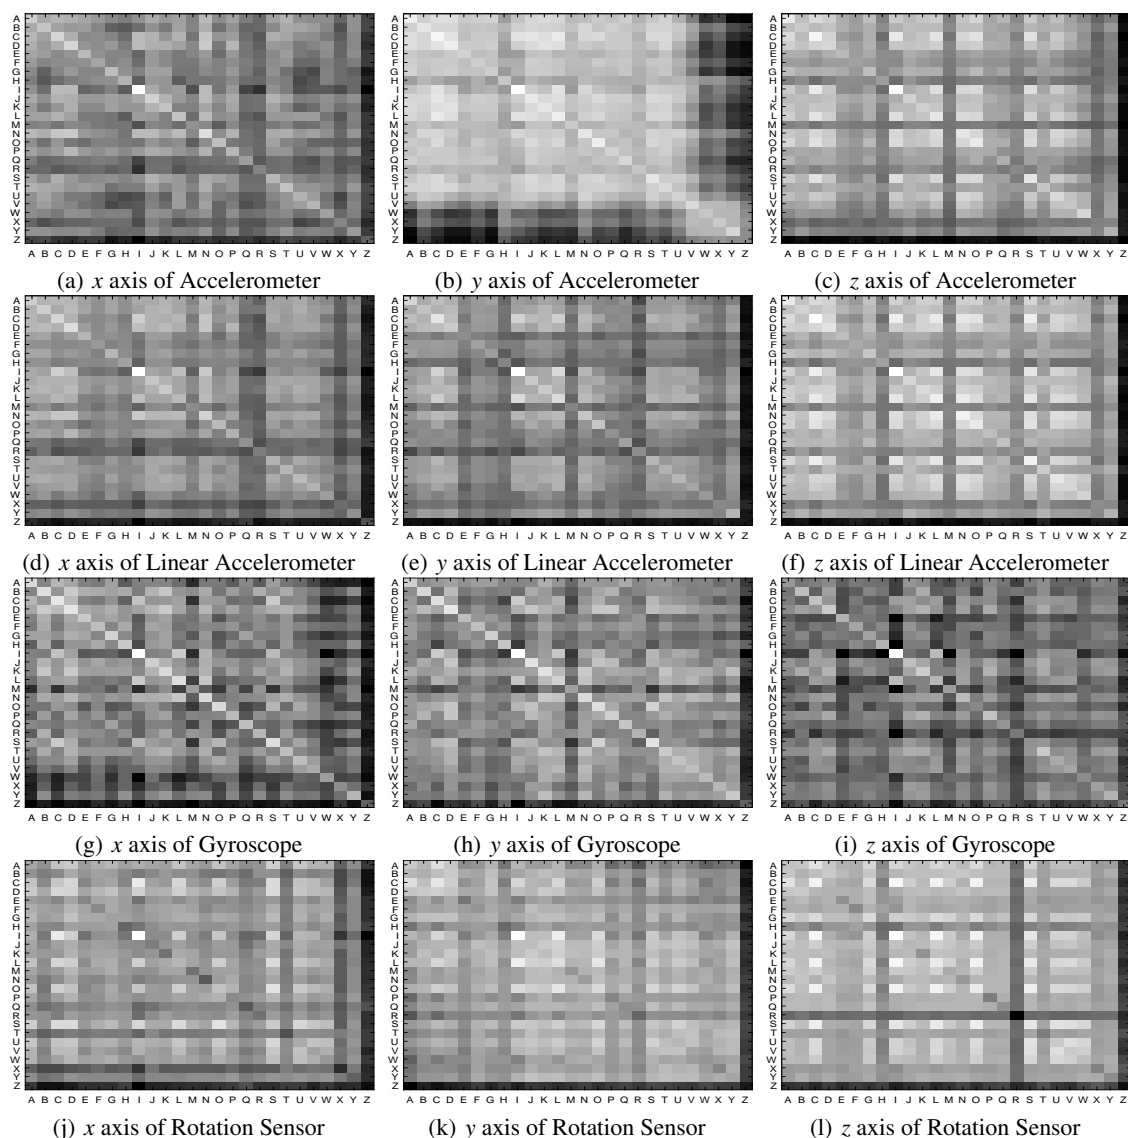 A B C D E F G H I J K L M N O P Q R S T U V W X Y Z
A B C D E F G H I J K L M N O P Q R S T U V W X Y Z
(a) x axis of Accelerometer
A B C D E F G H I J K L M N O P Q R S T U V W X Y Z
A B C D E F G H I J K L M N O P Q R S T U V W X Y Z
(b) y axis of Accelerometer
A B C D E F G H I J K L M N O P Q R S T U V W X Y Z
A B C D E F G H I J K L M N O P Q R S T U V W X Y Z
(c) z axis of Accelerometer
A B C D E F G H I J K L M N O P Q R S T U V W X Y Z
A B C D E F G H I J K L M N O P Q R S T U V W X Y Z
(d) x axis of Linear Accelerometer
A B C D E F G H I J K L M N O P Q R S T U V W X Y Z
A B C D E F G H I J K L M N O P Q R S T U V W X Y Z
(e) y axis of Linear Accelerometer
A B C D E F G H I J K L M N O P Q R S T U V W X Y Z
A B C D E F G H I J K L M N O P Q R S T U V W X Y Z
(f) z axis of Linear Accelerometer
A B C D E F G H I J K L M N O P Q R S T U V W X Y Z
A B C D E F G H I J K L M N O P Q R S T U V W X Y Z
(g) x axis of Gyroscope
A B C D E F G H I J K L M N O P Q R S T U V W X Y Z
A B C D E F G H I J K L M N O P Q R S T U V W X Y Z
(h) y axis of Gyroscope
A B C D E F G H I J K L M N O P Q R S T U V W X Y Z
A B C D E F G H I J K L M N O P Q R S T U V W X Y Z
(i) z axis of Gyroscope
A B C D E F G H I J K L M N O P Q R S T U V W X Y Z
A B C D E F G H I J K L M N O P Q R S T U V W X Y Z
(j) x axis of Rotation Sensor
A B C D E F G H I J K L M N O P Q R S T U V W X Y Z
A B C D E F G H I J K L M N O P Q R S T U V W X Y Z
(k) y axis of Rotation Sensor
A B C D E F G H I J K L M N O P Q R S T U V W X Y Z
A B C D E F G H I J K L M N O P Q R S T U V W X Y Z
(l) z axis of Rotation Sensor